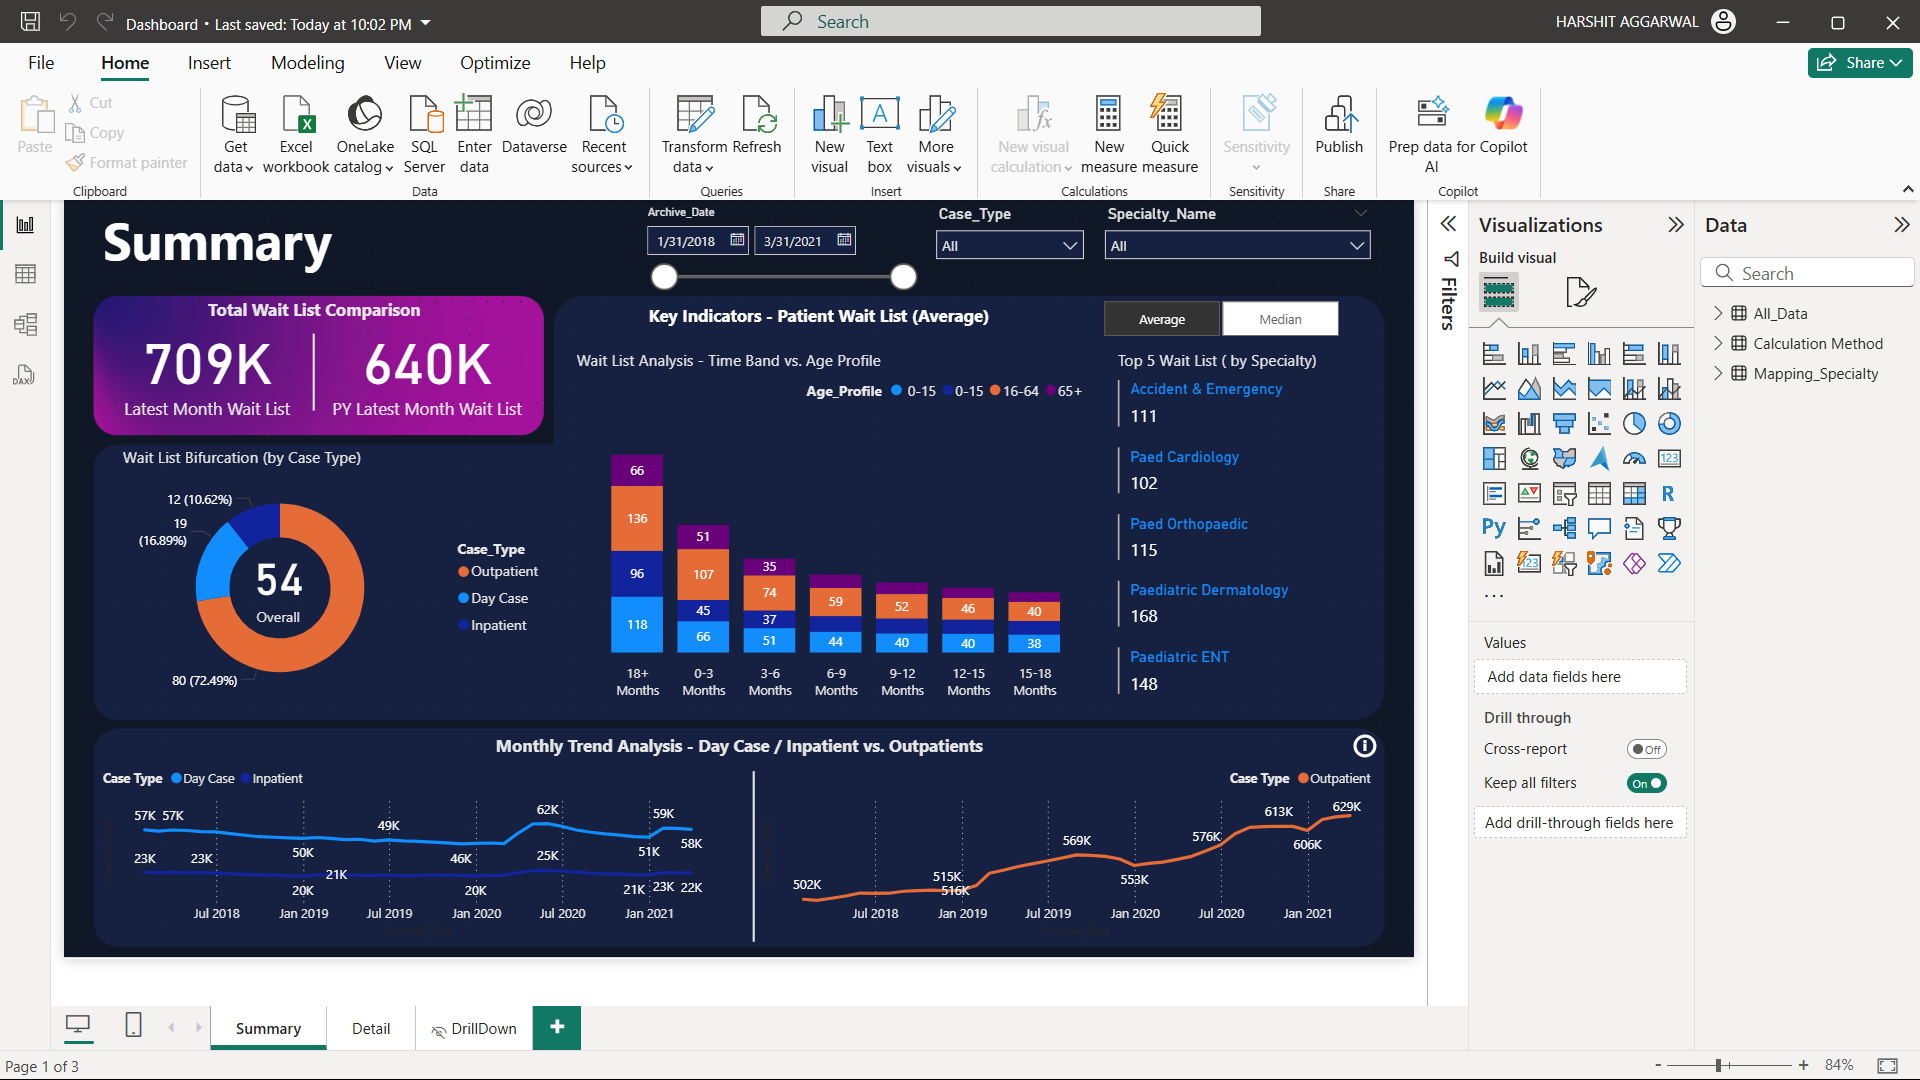 Dashboard • Last saved: Today at 10:02 PM
Search
HARSHIT AGGARWAL
File
Home
Insert
Modeling
View
Optimize
Help
Share
Paste
Cut
Copy
Format painter
Clipboard
Get data
Excel workbook
OneLake catalog
SQL Server
Enter data
Dataverse
Recent sources
Data
Transform data
Refresh
Queries
New visual
Text box
More visuals
Insert
New visual calculation
New measure
Quick measure
Calculations
Sensitivity
Sensitivity
Publish
Share
Prep data for AI
Copilot
Copilot
Summary
Archive_Date
1/31/2018
3/31/2021
Case_Type
All
Specialty_Name
All
Total Wait List Comparison
709K
Latest Month Wait List
640K
PY Latest Month Wait List
Key Indicators - Patient Wait List (Average)
Average
Median
Wait List Bifurcation (by Case Type)
12 (10.62%)
19
(16.89%)
54
Overall
80 (72.49%)
Case_Type
Outpatient
Day Case
Inpatient
Wait List Analysis - Time Band vs. Age Profile
Age_Profile 0-15 0-15 16-64 65+
66
136
96
118
51
107
45
66
35
74
37
51
59
44
52
40
46
40
40
38
18+ Months
0-3 Months
3-6 Months
6-9 Months
9-12 Months
12-15 Months
15-18 Months
Top 5 Wait List ( by Specialty)
Accident & Emergency
111
Paed Cardiology
102
Paed Orthopaedic
115
Paediatric Dermatology
168
Paediatric ENT
148
Monthly Trend Analysis - Day Case / Inpatient vs. Outpatients
Case Type Day Case Inpatient
57K 57K 50K 49K 46K 62K 51K 59K 58K
23K 23K 20K 21K 20K 25K 21K 23K 22K
Jul 2018 Jan 2019 Jul 2019 Jan 2020 Jul 2020 Jan 2021
Case Type Outpatient
502K 515K 516K 569K 553K 576K 613K 606K 629K
Jul 2018 Jan 2019 Jul 2019 Jan 2020 Jul 2020 Jan 2021
Filters
Visualizations
Build visual
123
R
Py
123
...
Values
Add data fields here
Drill through
Cross-report
Off
Keep all filters
On
Add drill-through fields here
Data
Search
All_Data
Calculation Method
Mapping_Specialty
DAX
Summary
Detail
DrillDown
+
Page 1 of 3
- + 84%